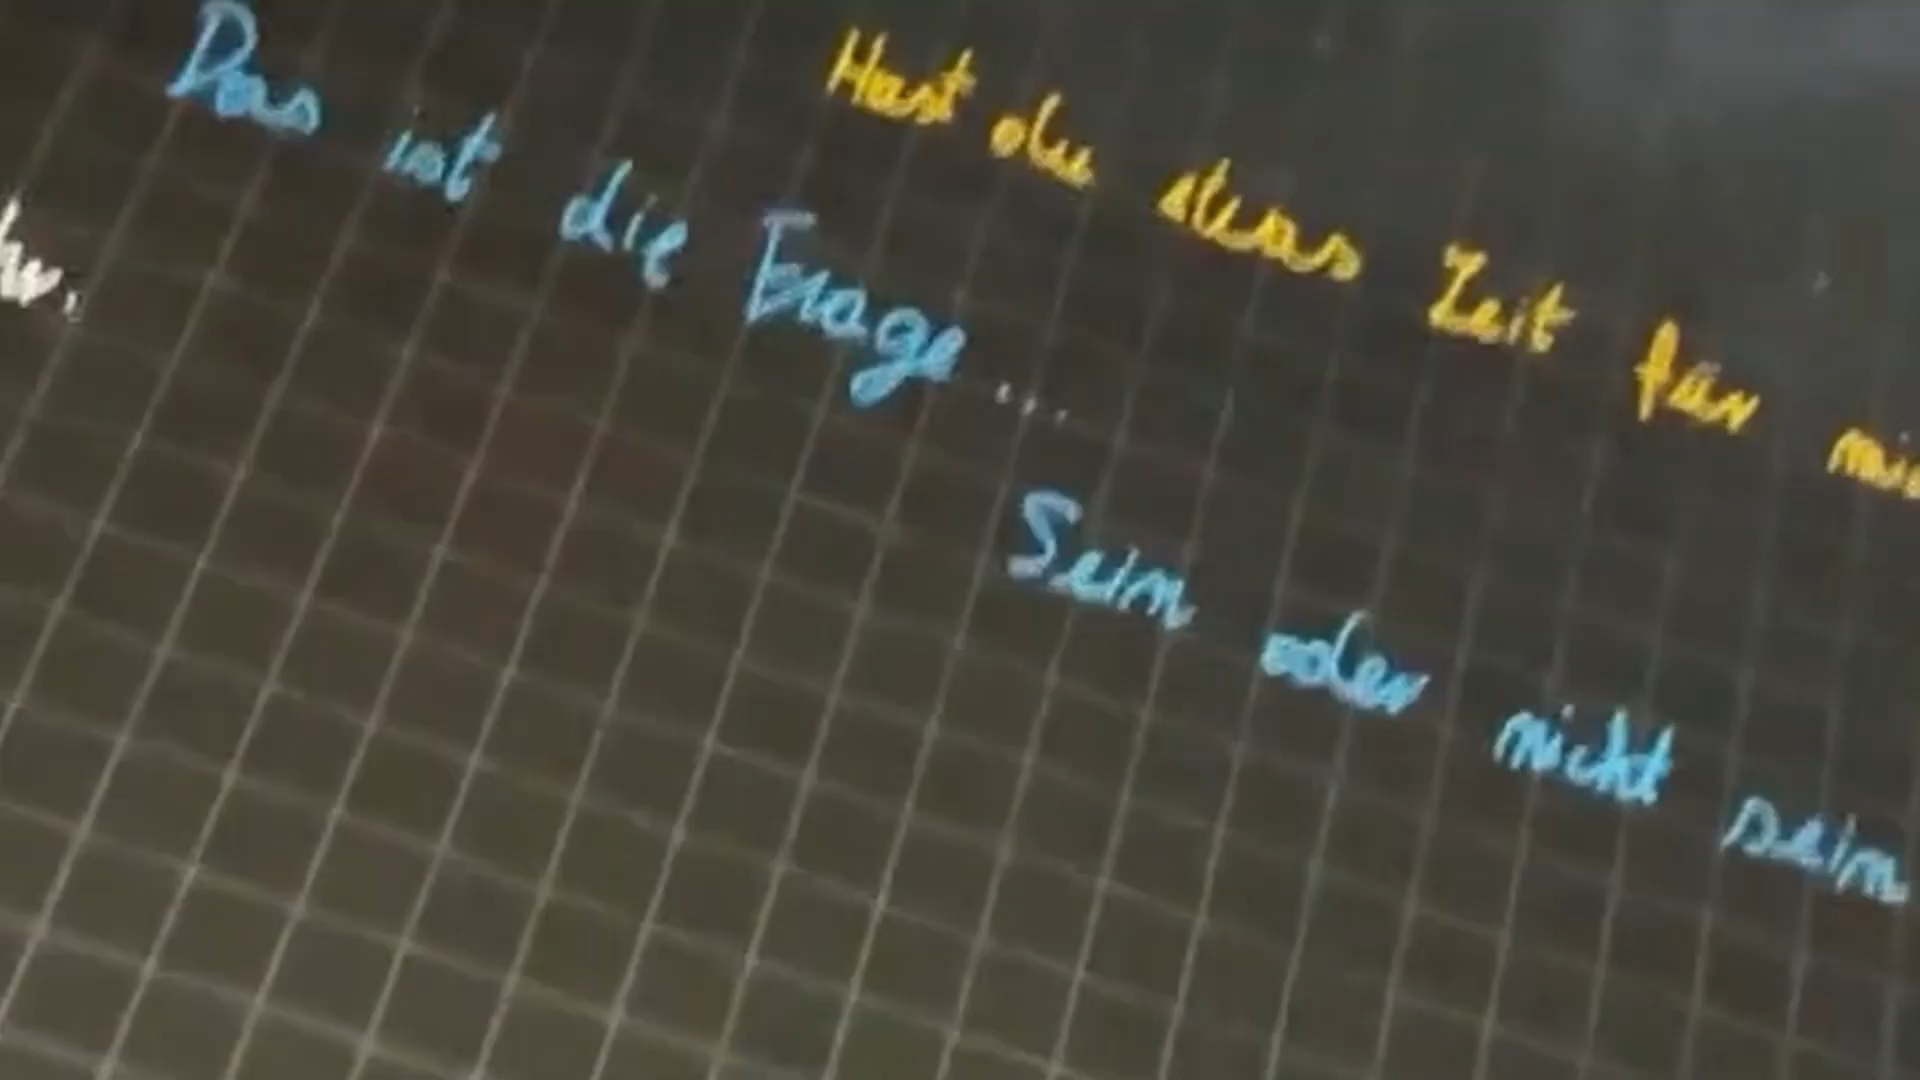 Hast du etwas Zeit für
Das ist die Frage...
Sein oder nicht sein